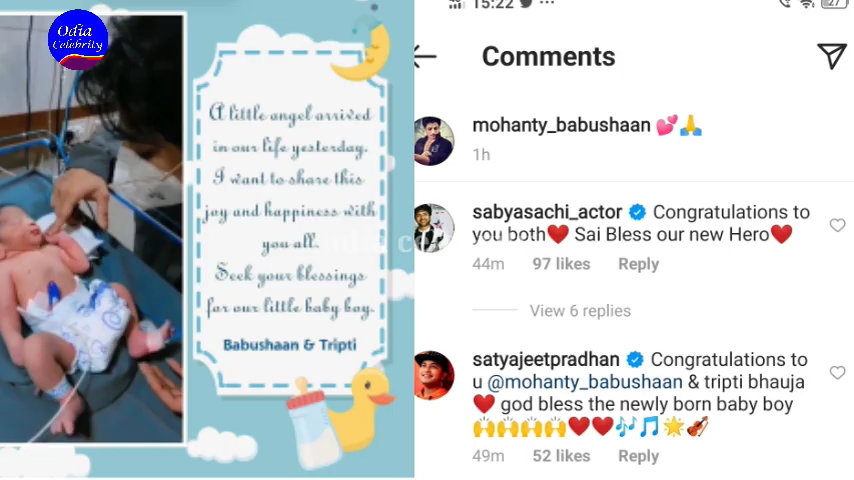 Odia
Celebrity
A little angel arrived
in our life yesterday.
I want to share this
joy and happiness with
you all.
Seek your blessings
for our little baby boy.
Babushaan & Tripti
15:22
27
Comments
mohanty_babushaan 💕🙏
1h
sabyasachi_actor Congratulations to
you both❤️ Sai Bless our new Hero❤️
44m 97 likes Reply
View 6 replies
satyajeetpradhan Congratulations to
u @mohanty_babushaan & tripti bhauja
❤️ god bless the newly born baby boy
🙌🙌🙌🙌❤️❤️🎶🎵🌟🎻
49m 52 likes Reply